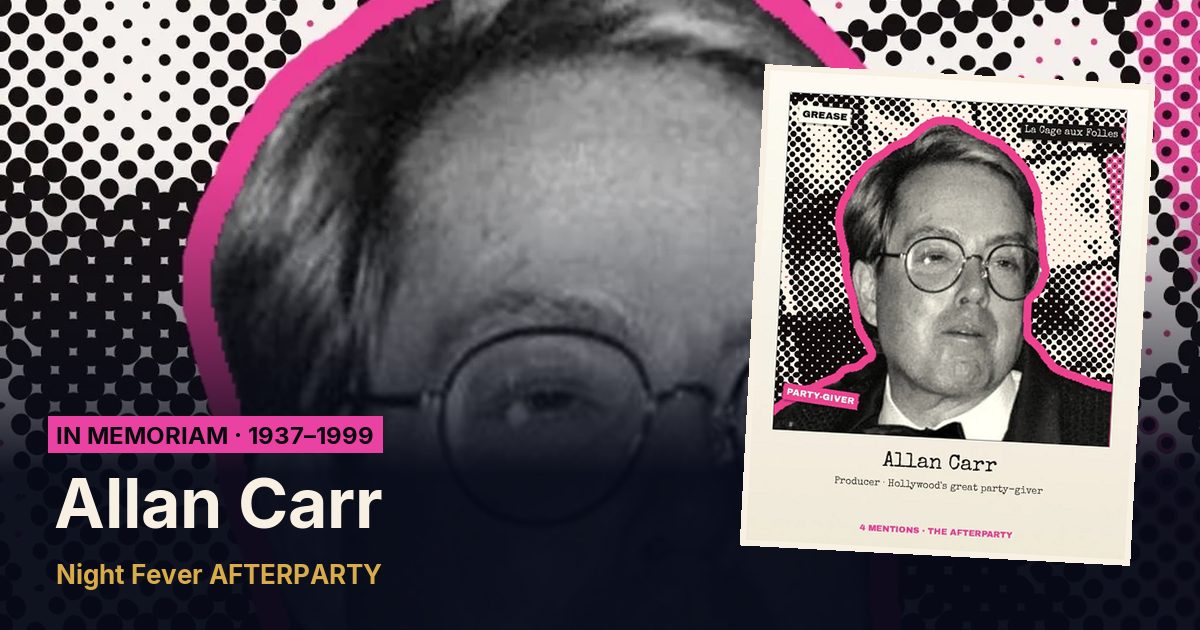 IN MEMORIAM · 1937–1999
Allan Carr
Night Fever AFTERPARTY
GREASE
La Cage aux Folles
PARTY-GIVER
Allan Carr
Producer · Hollywood's great party-giver
4 MENTIONS · THE AFTERPARTY